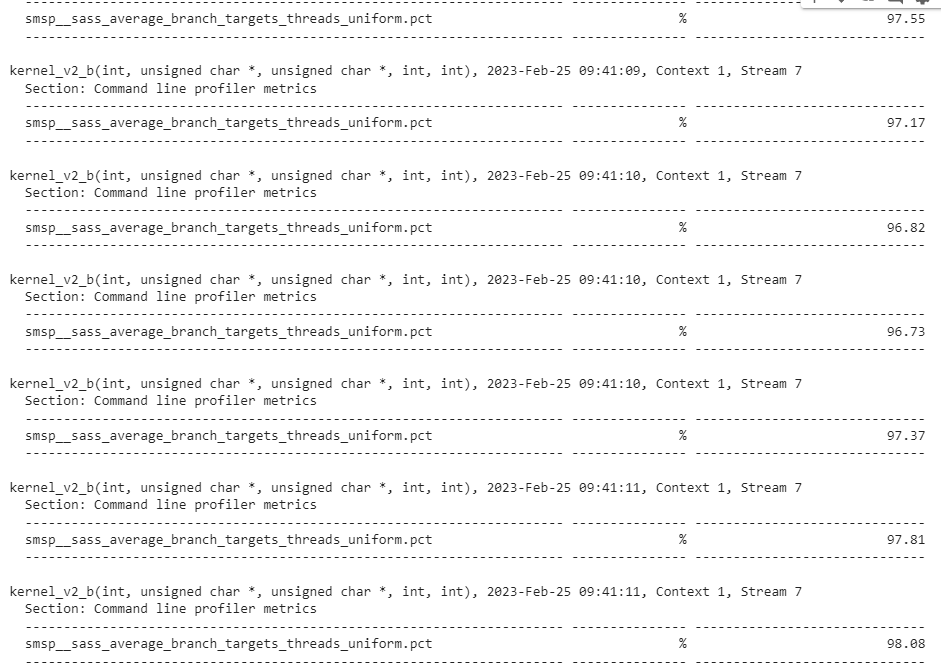 smsp__sass_average_branch_targets_threads_uniform.pct % 97.55
---------------------------------------------------------------------- --------------- ------------------------------
kernel_v2_b(int, unsigned char *, unsigned char *, int, int), 2023-Feb-25 09:41:09, Context 1, Stream 7
Section: Command line profiler metrics
---------------------------------------------------------------------- --------------- ------------------------------
smsp__sass_average_branch_targets_threads_uniform.pct % 97.17
---------------------------------------------------------------------- --------------- ------------------------------
kernel_v2_b(int, unsigned char *, unsigned char *, int, int), 2023-Feb-25 09:41:10, Context 1, Stream 7
Section: Command line profiler metrics
---------------------------------------------------------------------- --------------- ------------------------------
smsp__sass_average_branch_targets_threads_uniform.pct % 96.82
---------------------------------------------------------------------- --------------- ------------------------------
kernel_v2_b(int, unsigned char *, unsigned char *, int, int), 2023-Feb-25 09:41:10, Context 1, Stream 7
Section: Command line profiler metrics
---------------------------------------------------------------------- --------------- ------------------------------
smsp__sass_average_branch_targets_threads_uniform.pct % 96.73
---------------------------------------------------------------------- --------------- ------------------------------
kernel_v2_b(int, unsigned char *, unsigned char *, int, int), 2023-Feb-25 09:41:10, Context 1, Stream 7
Section: Command line profiler metrics
---------------------------------------------------------------------- --------------- ------------------------------
smsp__sass_average_branch_targets_threads_uniform.pct % 97.37
---------------------------------------------------------------------- --------------- ------------------------------
kernel_v2_b(int, unsigned char *, unsigned char *, int, int), 2023-Feb-25 09:41:11, Context 1, Stream 7
Section: Command line profiler metrics
---------------------------------------------------------------------- --------------- ------------------------------
smsp__sass_average_branch_targets_threads_uniform.pct % 97.81
---------------------------------------------------------------------- --------------- ------------------------------
kernel_v2_b(int, unsigned char *, unsigned char *, int, int), 2023-Feb-25 09:41:11, Context 1, Stream 7
Section: Command line profiler metrics
---------------------------------------------------------------------- --------------- ------------------------------
smsp__sass_average_branch_targets_threads_uniform.pct % 98.08
---------------------------------------------------------------------- --------------- ------------------------------